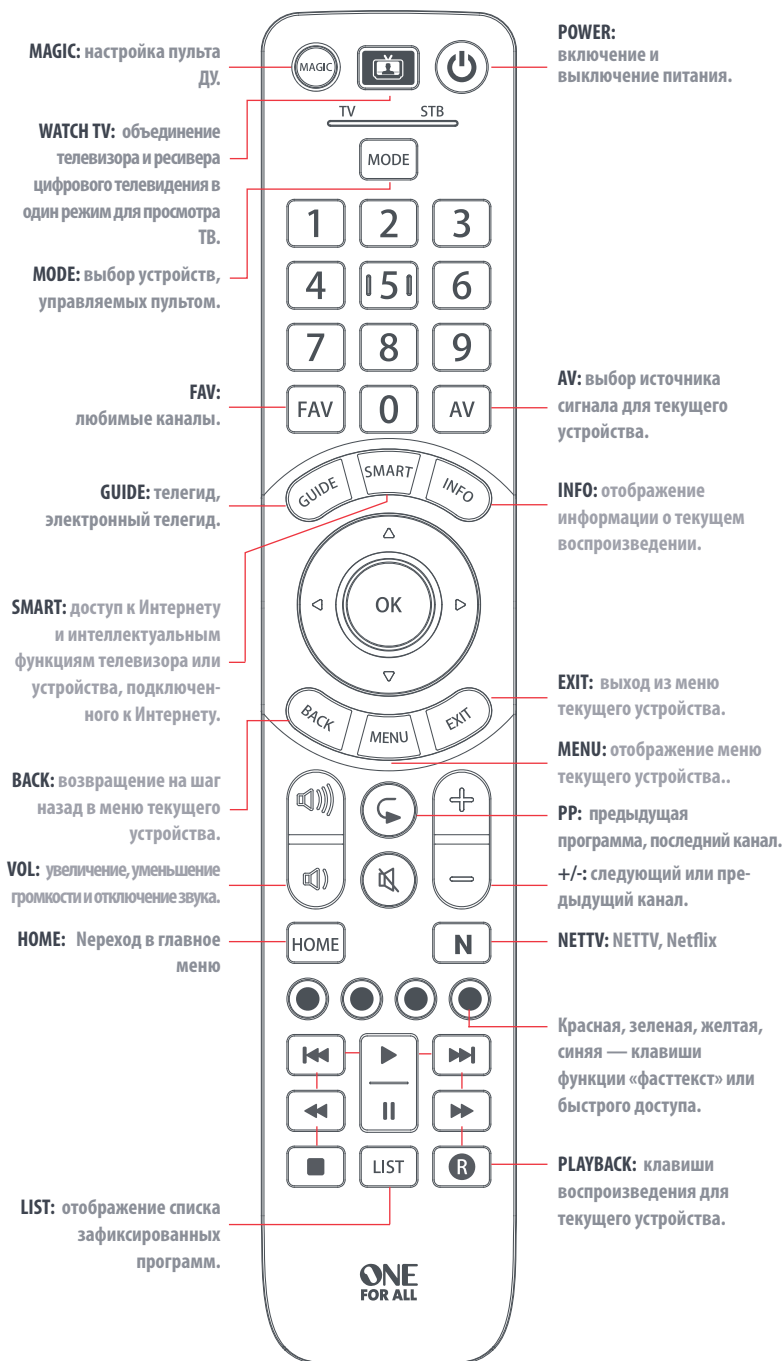 MAGIC: настройка пульта
ДУ.
WATCH TV: объединение
телевизора и ресивера
цифрового телевидения в
один режим для просмотра
ТВ.
MODE: выбор устройств,
управляемых пультом.
FAV:
любимые каналы.
GUIDE: телегид,
электронный телегид.
SMART: доступ к Интернету
и интеллектуальным
функциям телевизора или
устройства, подключен-
ного к Интернету.
BACK: возвращение на шаг
назад в меню текущего
устройства.
VOL: увеличение, уменьшение
громкости и отключение звука.
HOME: Nереход в главное
меню
LIST: отображение списка
зафиксированных
программ.
MAGIC
TV STB
MODE
1 2 3
4 5 6
7 8 9
FAV 0 AV
GUIDE SMART INFO
OK
BACK MENU EXIT
HOME N
LIST R
ONE
FOR ALL
POWER:
включение и
выключение питания.
AV: выбор источника
сигнала для текущего
устройства.
INFO: отображение
информации о текущем
воспроизведении.
EXIT: выход из меню
текущего устройства.
MENU: отображение меню
текущего устройства..
PP: предыдущая
программа, последний канал.
+/-: следующий или пре-
дыдущий канал.
NETTV: NETTV, Netflix
Красная, зеленая, желтая,
синяя — клавиши
функции «фасттекст» или
быстрого доступа.
PLAYBACK: клавиши
воспроизведения для
текущего устройства.